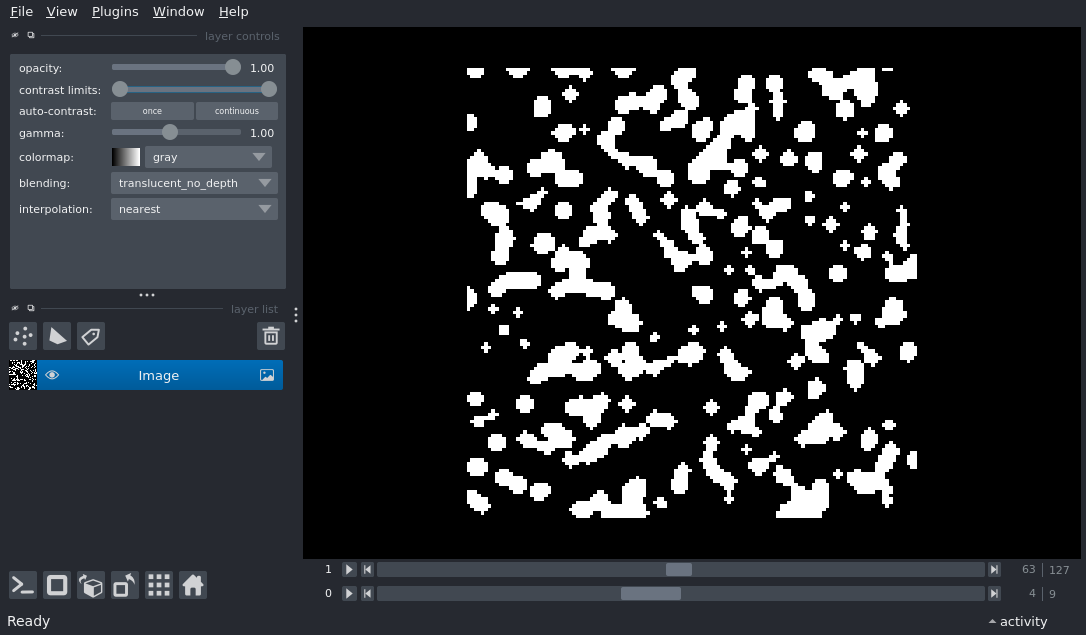 File View Plugins Window Help
layer controls
opacity: 1.00
contrast limits:
auto-contrast: once continuous
gamma: 1.00
colormap: gray
blending: translucent_no_depth
interpolation: nearest
layer list
Image
1 63 127
0 4 9
Ready activity